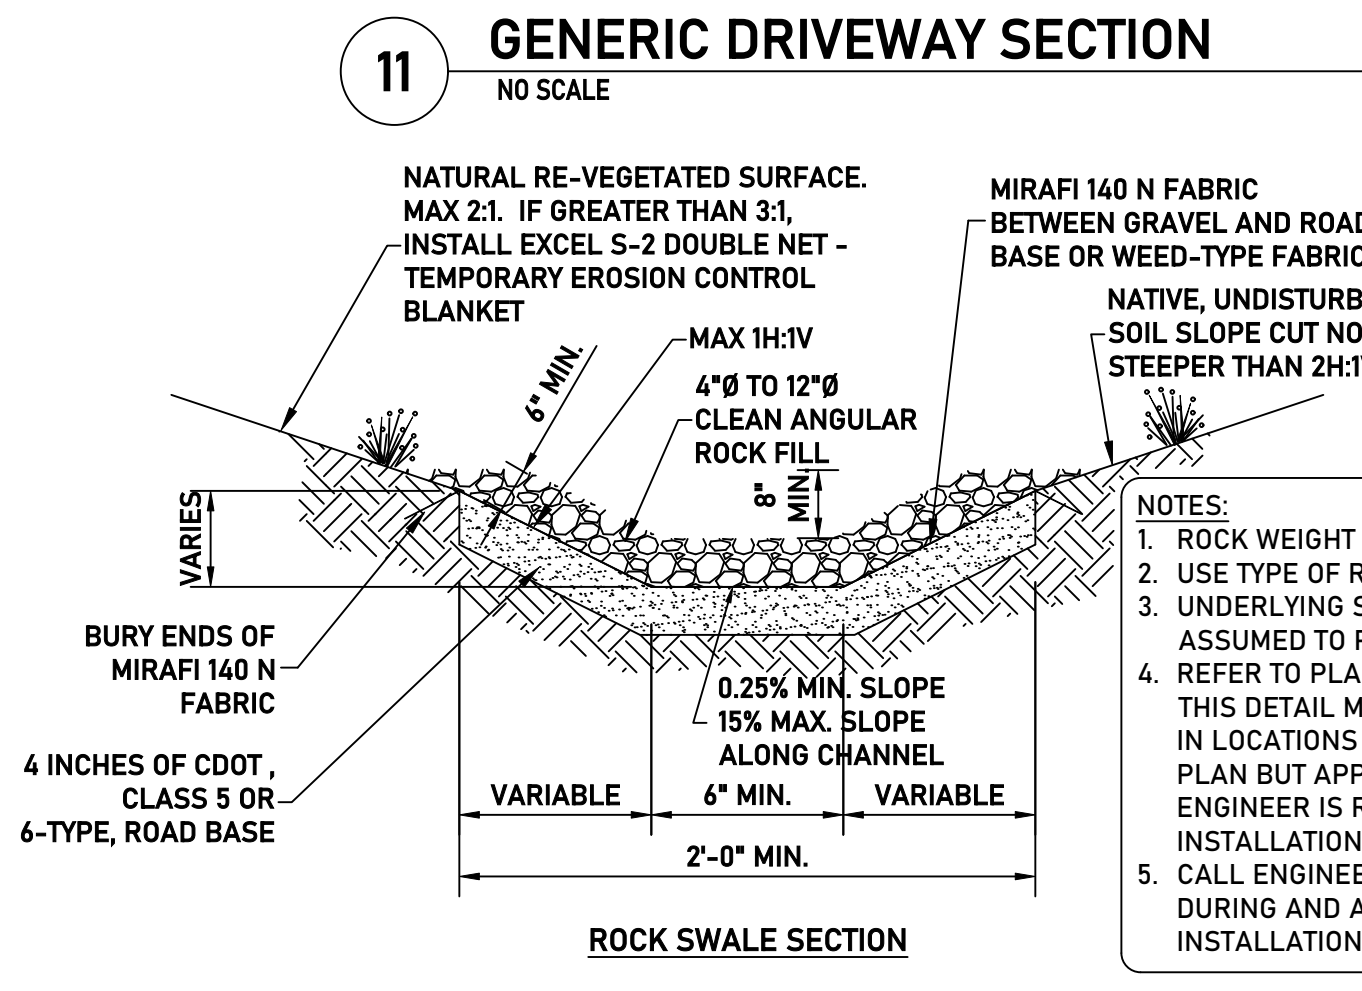 11
GENERIC DRIVEWAY SECTION
NO SCALE
NATURAL RE-VEGETATED SURFACE.
MAX 2:1. IF GREATER THAN 3:1,
INSTALL EXCEL S-2 DOUBLE NET -
TEMPORARY EROSION CONTROL
BLANKET
MIRAFI 140 N FABRIC
BETWEEN GRAVEL AND ROAD
BASE OR WEED-TYPE FABRIC
NATIVE, UNDISTURB
SOIL SLOPE CUT NO
STEEPER THAN 2H:1V
MAX 1H:1V
6" MIN.
4"Ø TO 12"Ø
CLEAN ANGULAR
ROCK FILL
8"
MIN.
VARIES
BURY ENDS OF
MIRAFI 140 N
FABRIC
4 INCHES OF CDOT ,
CLASS 5 OR
6-TYPE, ROAD BASE
0.25% MIN. SLOPE
15% MAX. SLOPE
ALONG CHANNEL
VARIABLE
6" MIN.
VARIABLE
2'-0" MIN.
ROCK SWALE SECTION
NOTES:
1. ROCK WEIGHT
2. USE TYPE OF R
3. UNDERLYING S
ASSUMED TO
4. REFER TO PLA
THIS DETAIL M
IN LOCATIONS
PLAN BUT APP
ENGINEER IS R
INSTALLATION
5. CALL ENGINEE
DURING AND A
INSTALLATION